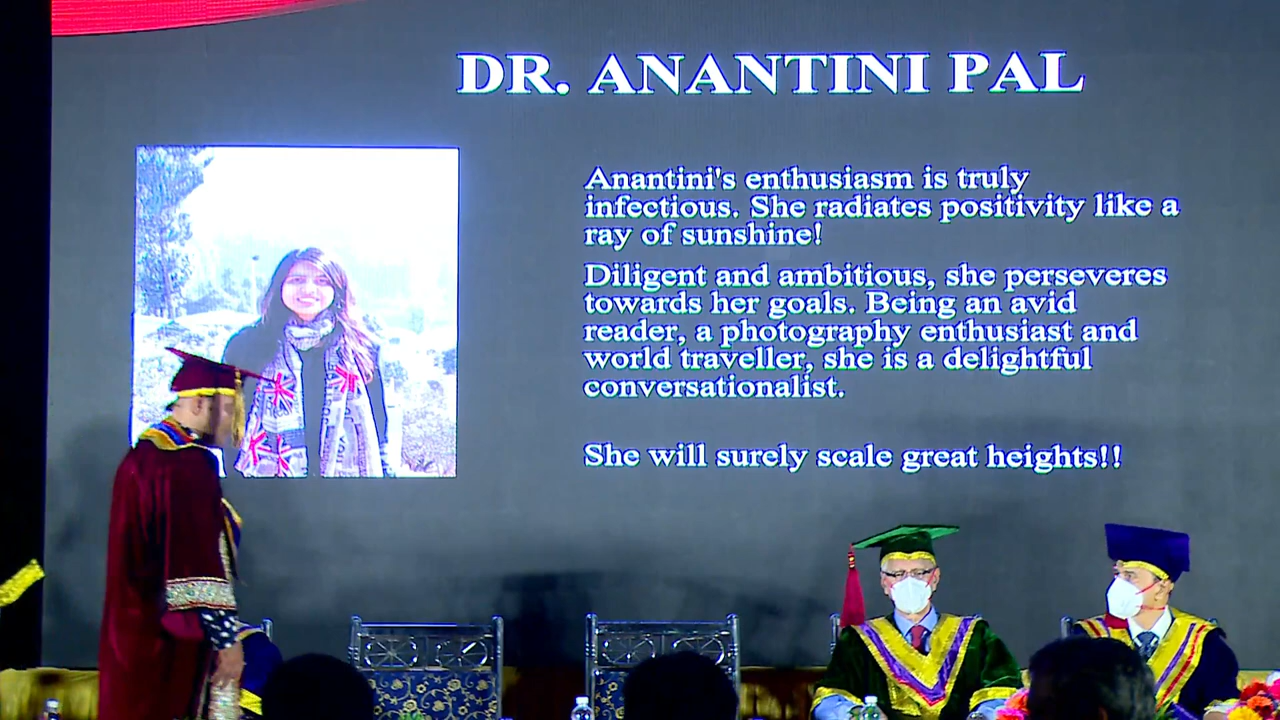 DR. ANANTINI PAL
Anantini's enthusiasm is truly
infectious. She radiates positivity like a
ray of sunshine!
Diligent and ambitious, she perseveres
towards her goals. Being an avid
reader, a photography enthusiast and
world traveller, she is a delightful
conversationalist.
She will surely scale great heights!!